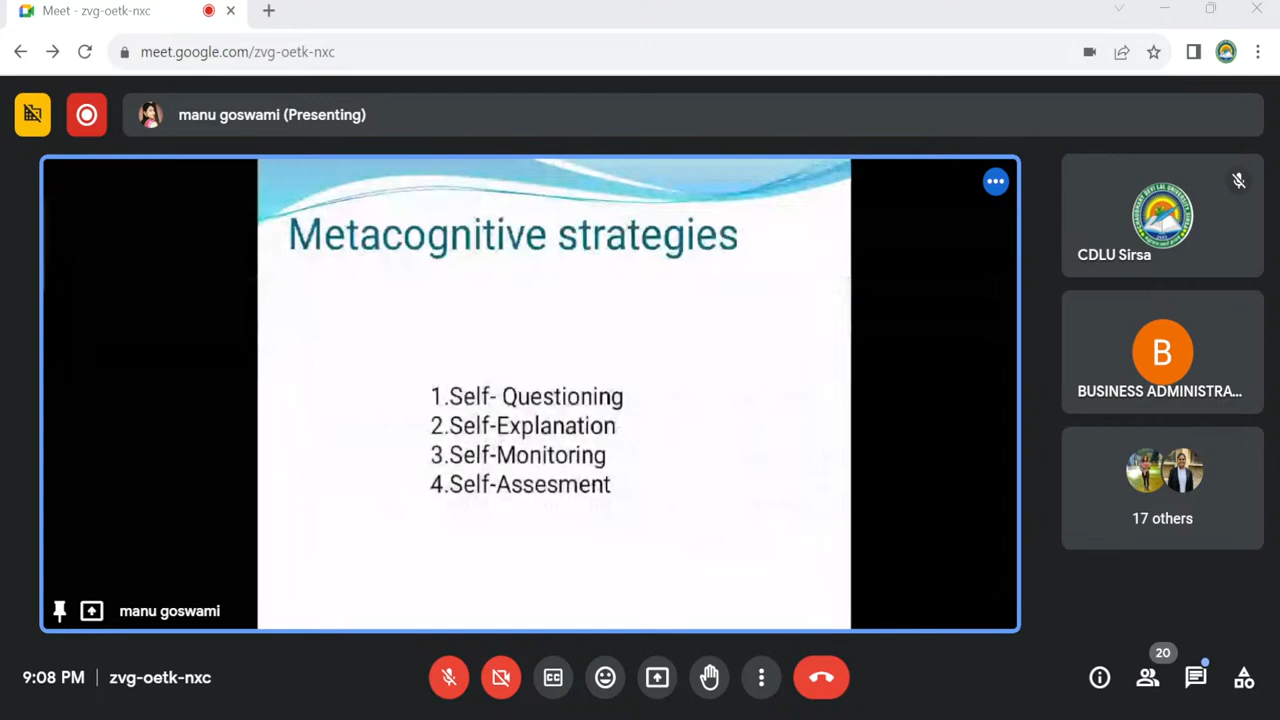 Meet - zvg-oetk-nxc
meet.google.com/zvg-oetk-nxc
manu goswami (Presenting)
Metacognitive strategies
1.Self- Questioning
2.Self-Explanation
3.Self-Monitoring
4.Self-Assesment
manu goswami
CDLU Sirsa
B
BUSINESS ADMINISTRA...
17 others
9:08 PM | zvg-oetk-nxc
CC
20